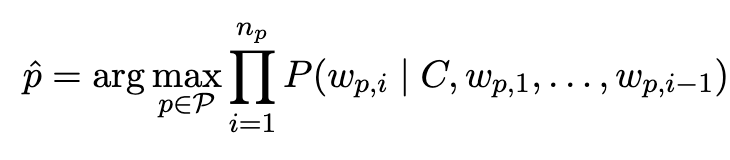 p̂ = arg max_{p∈𝒫} ∏_{i=1}^{n_p} P(w_{p,i} | C, w_{p,1}, . . . , w_{p,i−1})